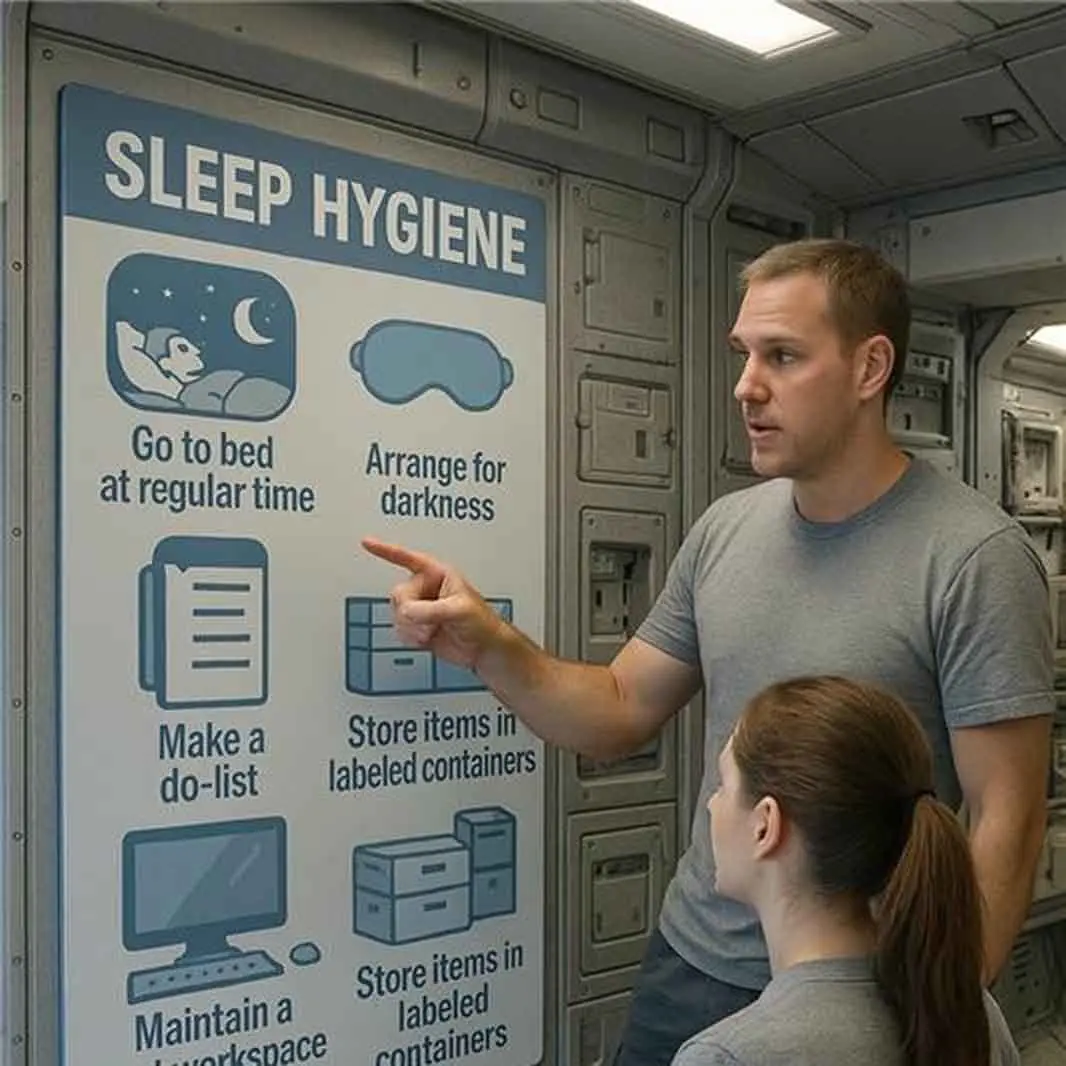 SLEEP HYGIENE
Go to bed
at regular time
Arrange for
darkness
Make a
do-list
Store items in
labeled containers
Maintain a
workspace
Store items in
labeled
containers